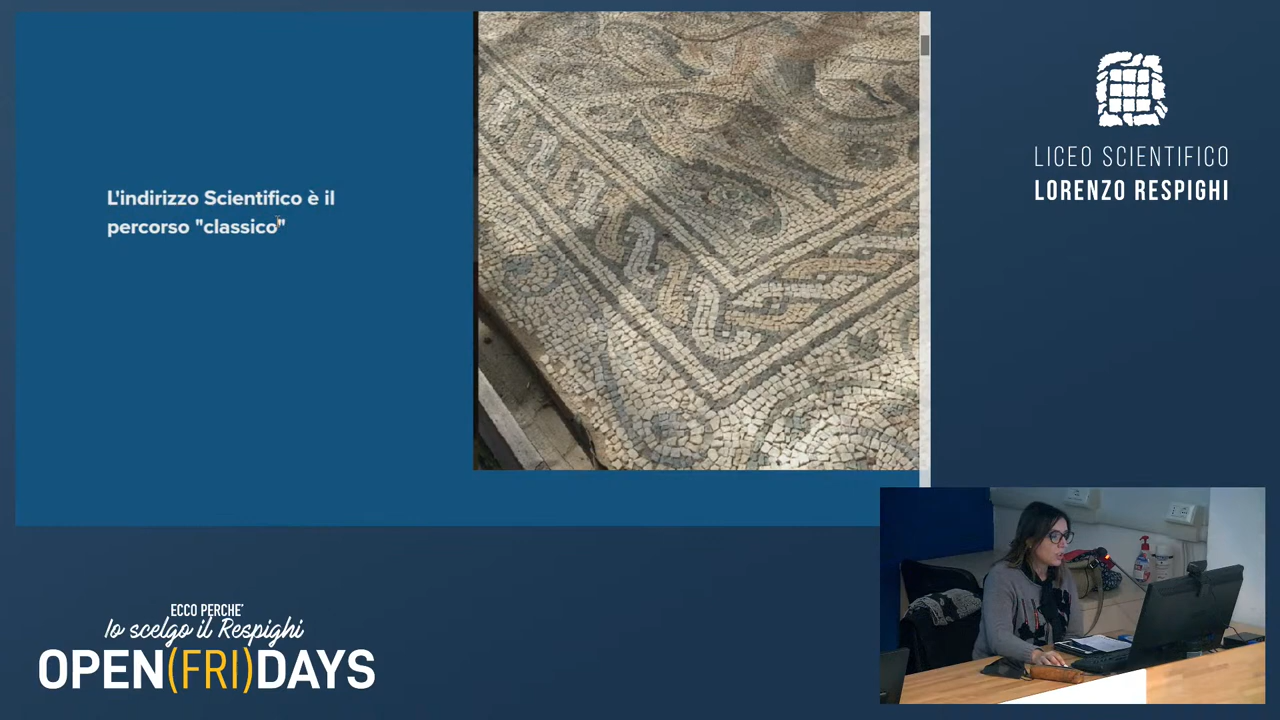 L'indirizzo Scientifico è il
percorso "classico"
LICEO SCIENTIFICO
LORENZO RESPIGHI
ECCO PERCHE'
Io scelgo il Respighi
OPEN(FRI)DAYS